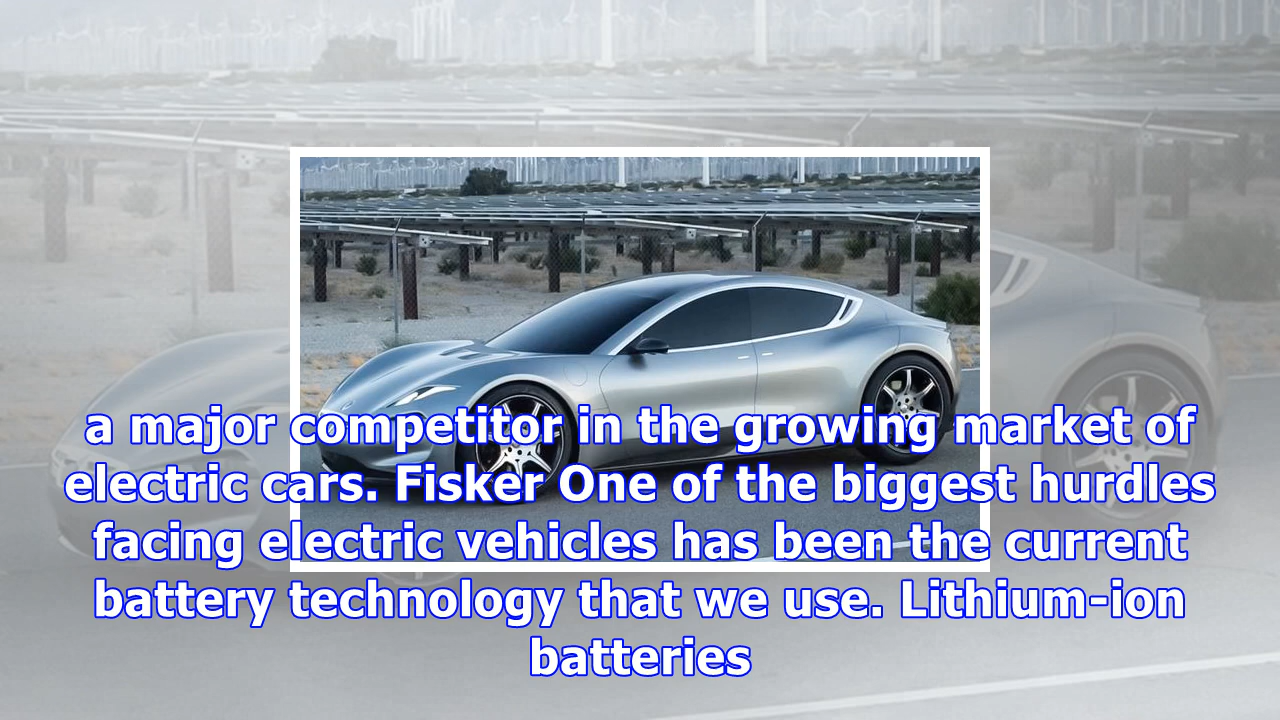 a major competitor in the growing market of
electric cars. Fisker One of the biggest hurdles
facing electric vehicles has been the current
battery technology that we use. Lithium-ion
batteries